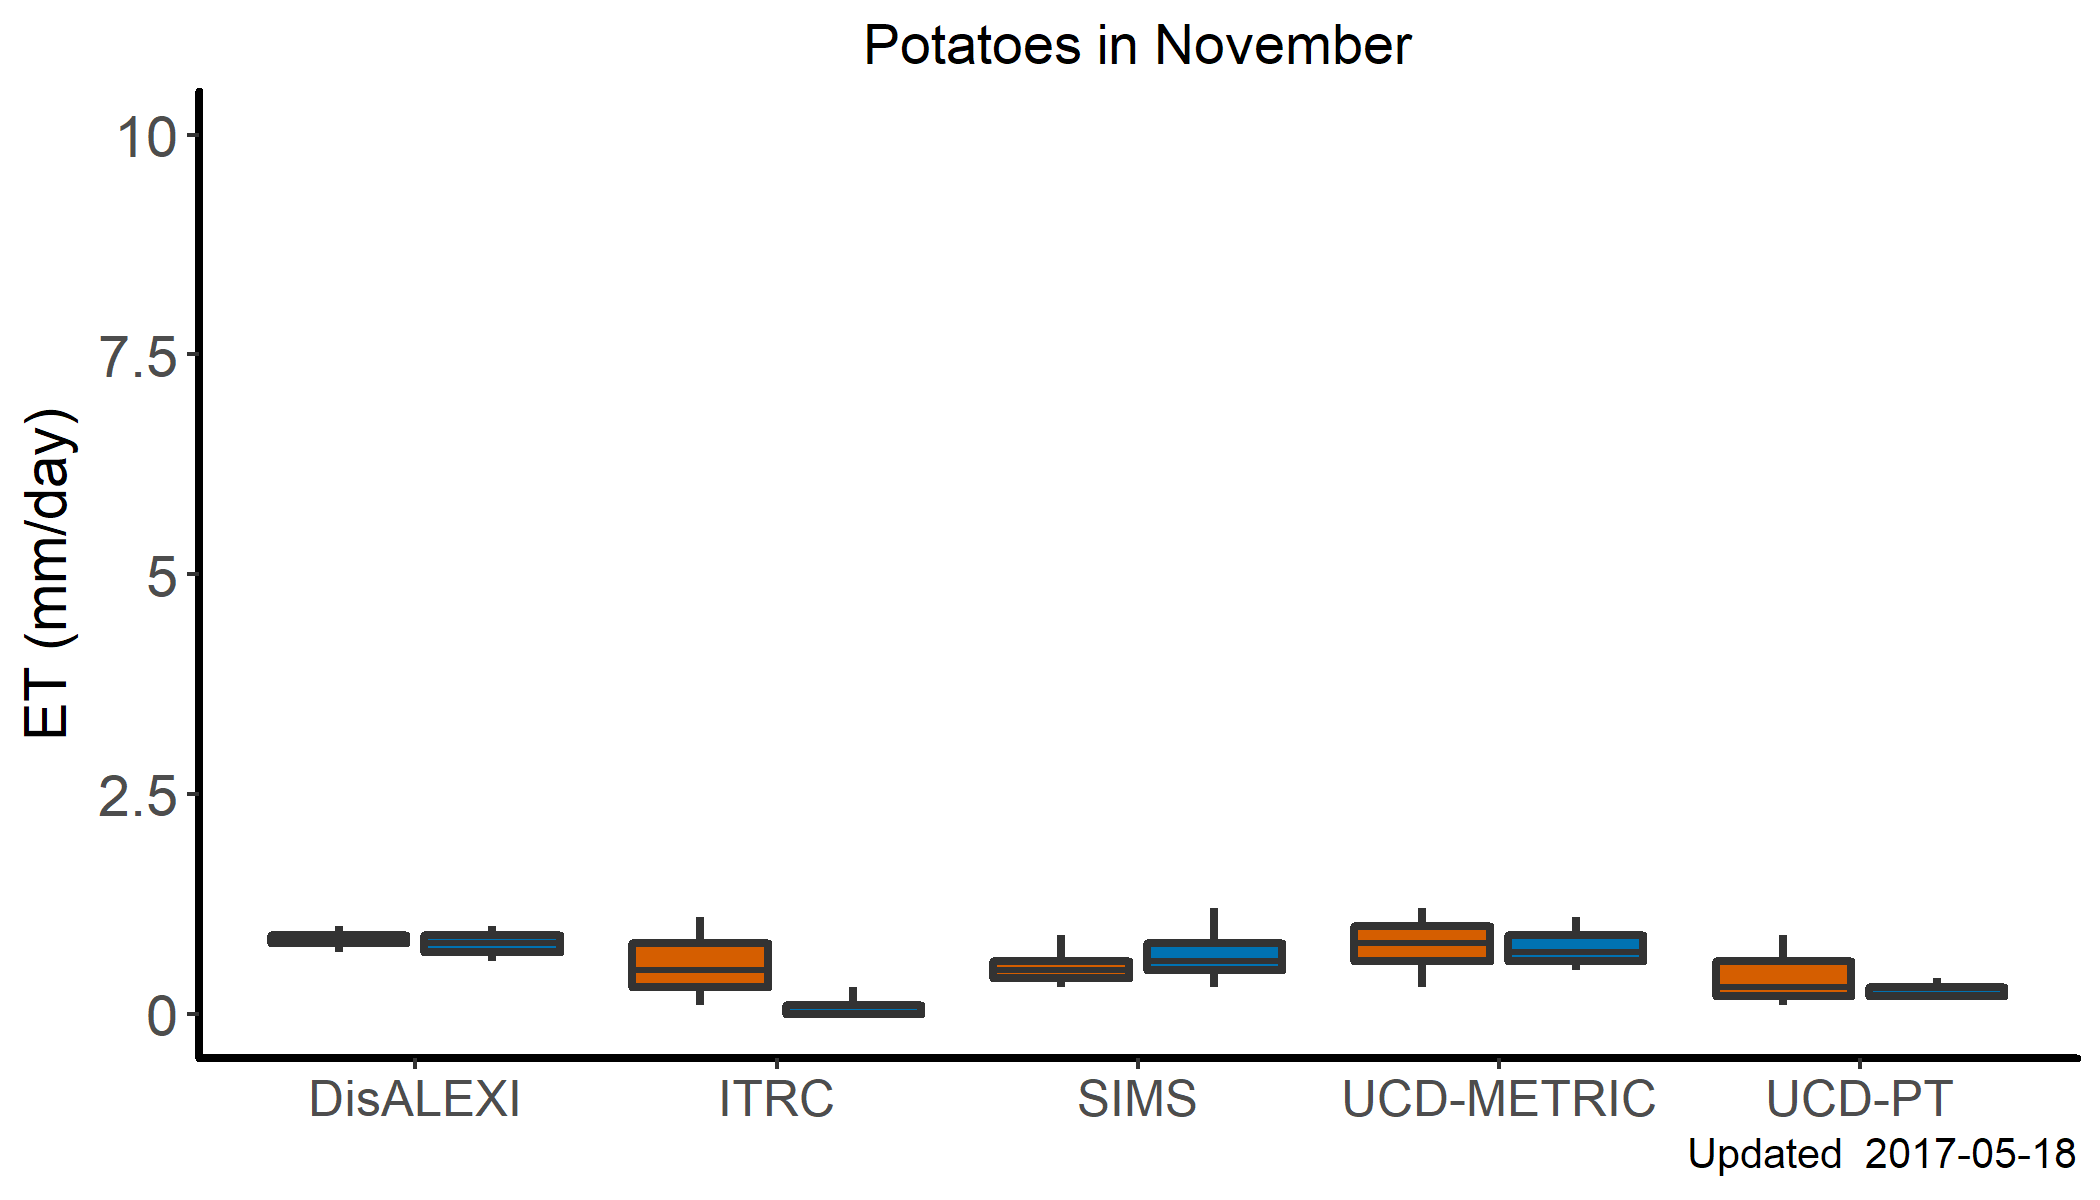 Potatoes in November
10
7.5
5
2.5
0
ET (mm/day)
DisALEXI ITRC SIMS UCD-METRIC UCD-PT
Updated  2017-05-18